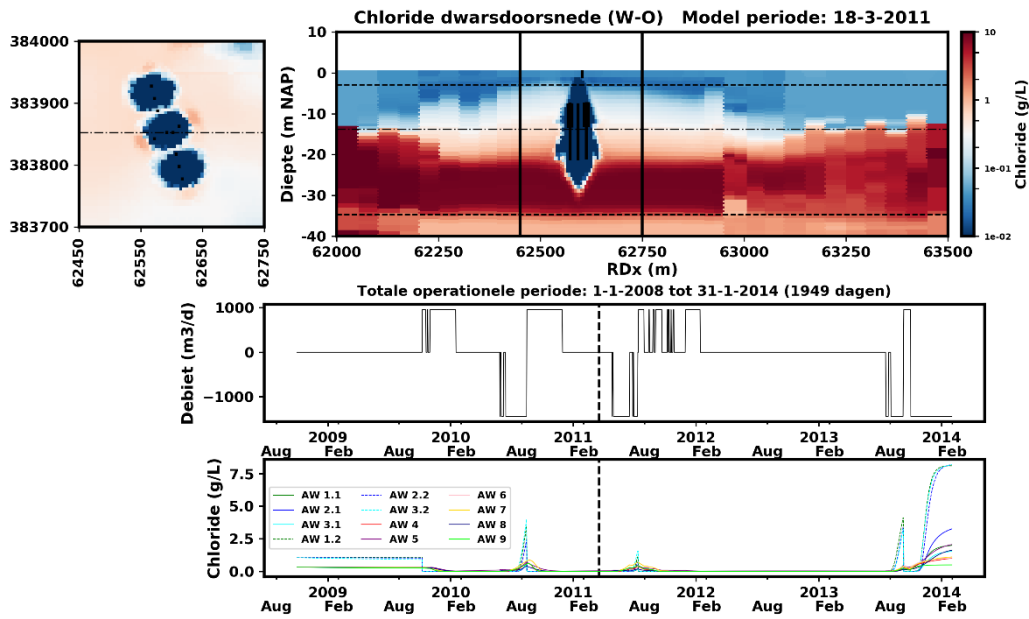 Chloride dwarsdoorsnede (W-O) Model periode: 18-3-2011
384000
383900
383800
383700
62450
62550
62650
62750
10
0
-10
-20
-30
-40
Diepte (m NAP)
62000 62250 62500 62750 63000 63250 63500
RDx (m)
10
1
1e-01
1e-02
Chloride (g/L)
Totale operationele periode: 1-1-2008 tot 31-1-2014 (1949 dagen)
1000
0
−1000
Debiet (m3/d)
2009 2010 2011 2012 2013 2014
Aug Feb Aug Feb Aug Feb Aug Feb Aug Feb Aug Feb
7.5
5.0
2.5
0.0
Chloride (g/L)
AW 1.1 AW 2.2 AW 6
AW 2.1 AW 3.2 AW 7
AW 3.1 AW 4 AW 8
AW 1.2 AW 5 AW 9
2009 2010 2011 2012 2013 2014
Aug Feb Aug Feb Aug Feb Aug Feb Aug Feb Aug Feb